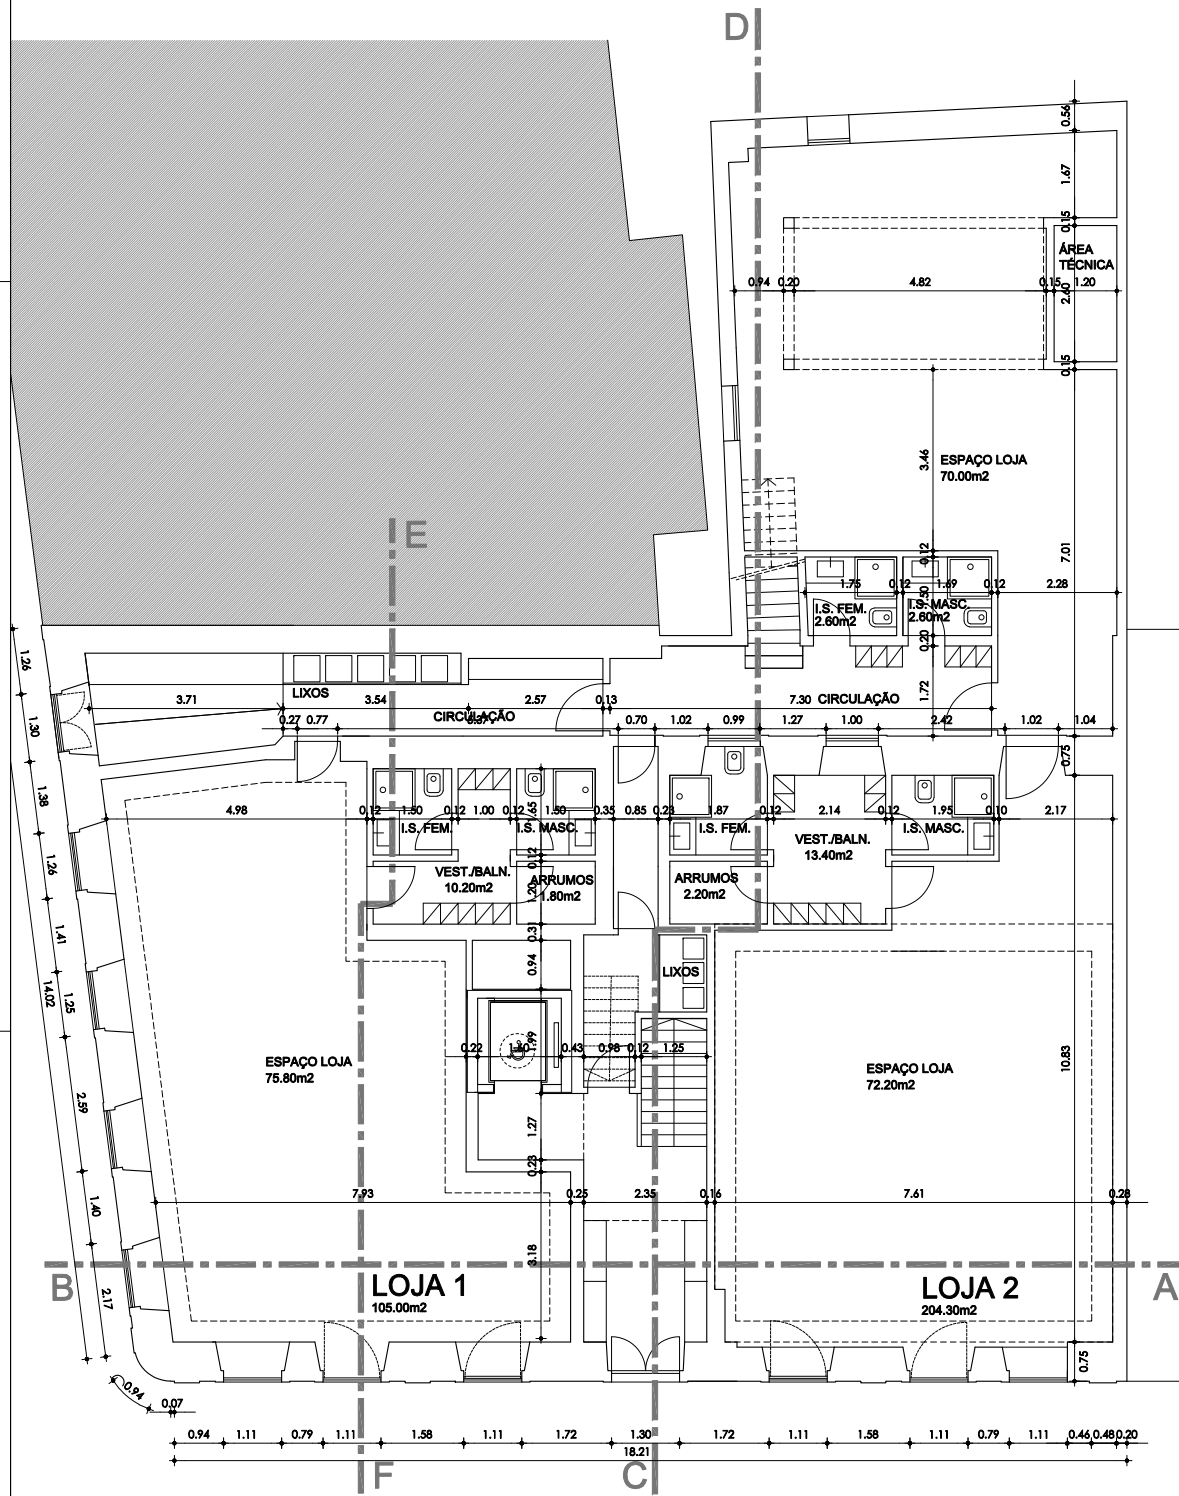 D
0.56
1.67
0.15
ÁREA
TÉCNICA
0.94 0.20 4.82 0.15 1.20
2.60
0.15
3.46
ESPAÇO LOJA
70.00m2
E
0.12
7.01
1.75 0.12 1.69 0.12 2.28
I.S. FEM.
2.60m2
I.S. MASC.
2.60m2
0.20
1.26
1.72
LIXOS
3.71 3.54 2.57 0.13 7.30
CIRCULAÇÃO
CIRCULAÇÃO
1.30
0.27 0.77 0.70 1.02 0.99 1.27 1.00 2.42 1.02 1.04
0.75
1.38
4.98 0.12 1.50 0.12 1.00 0.12 1.50 0.35 0.85 0.23 1.87 0.12 2.14 0.12 1.95 0.10 2.17
1.65
I.S. FEM.
I.S. MASC.
I.S. FEM.
I.S. MASC.
VEST./BALN.
13.40m2
0.12
1.26
VEST./BALN.
10.20m2
ARRUMOS
1.80m2
ARRUMOS
2.20m2
1.20
0.31
1.41
0.94
LIXOS
14.02
1.25
1.99
0.22 1.40 0.43 0.98 0.12 1.25
ESPAÇO LOJA
75.80m2
ESPAÇO LOJA
72.20m2
10.83
2.59
1.27
0.23
7.93 0.25 2.35 0.16 7.61 0.28
1.40
3.18
B
A
2.17
LOJA 1
105.00m2
LOJA 2
204.30m2
0.75
0.94
0.07
0.94 1.11 0.79 1.11 1.58 1.11 1.72 1.30 1.72 1.11 1.58 1.11 0.79 1.11 0.46 0.48 0.20
18.21
F
C